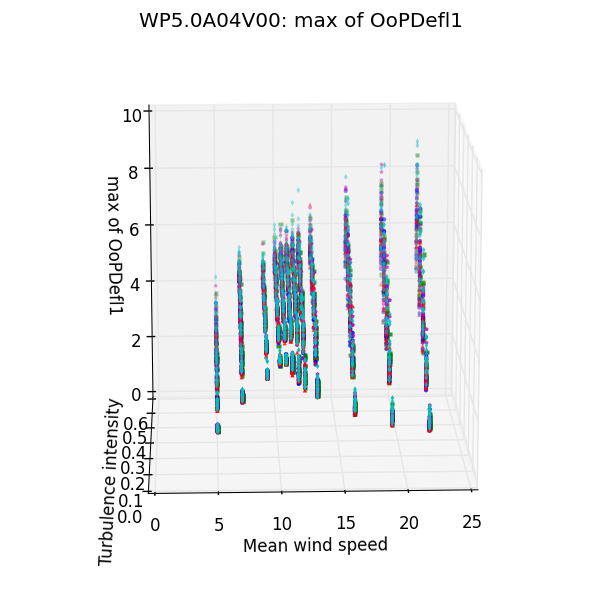 WP5.0A04V00: max of OoPDefl1
10
8
6
4
2
0
max of OoPDefl1
0.6
0.5
0.4
0.3
0.2
0.1
0.0
Turbulence intensity
0 5 10 15 20 25
Mean wind speed